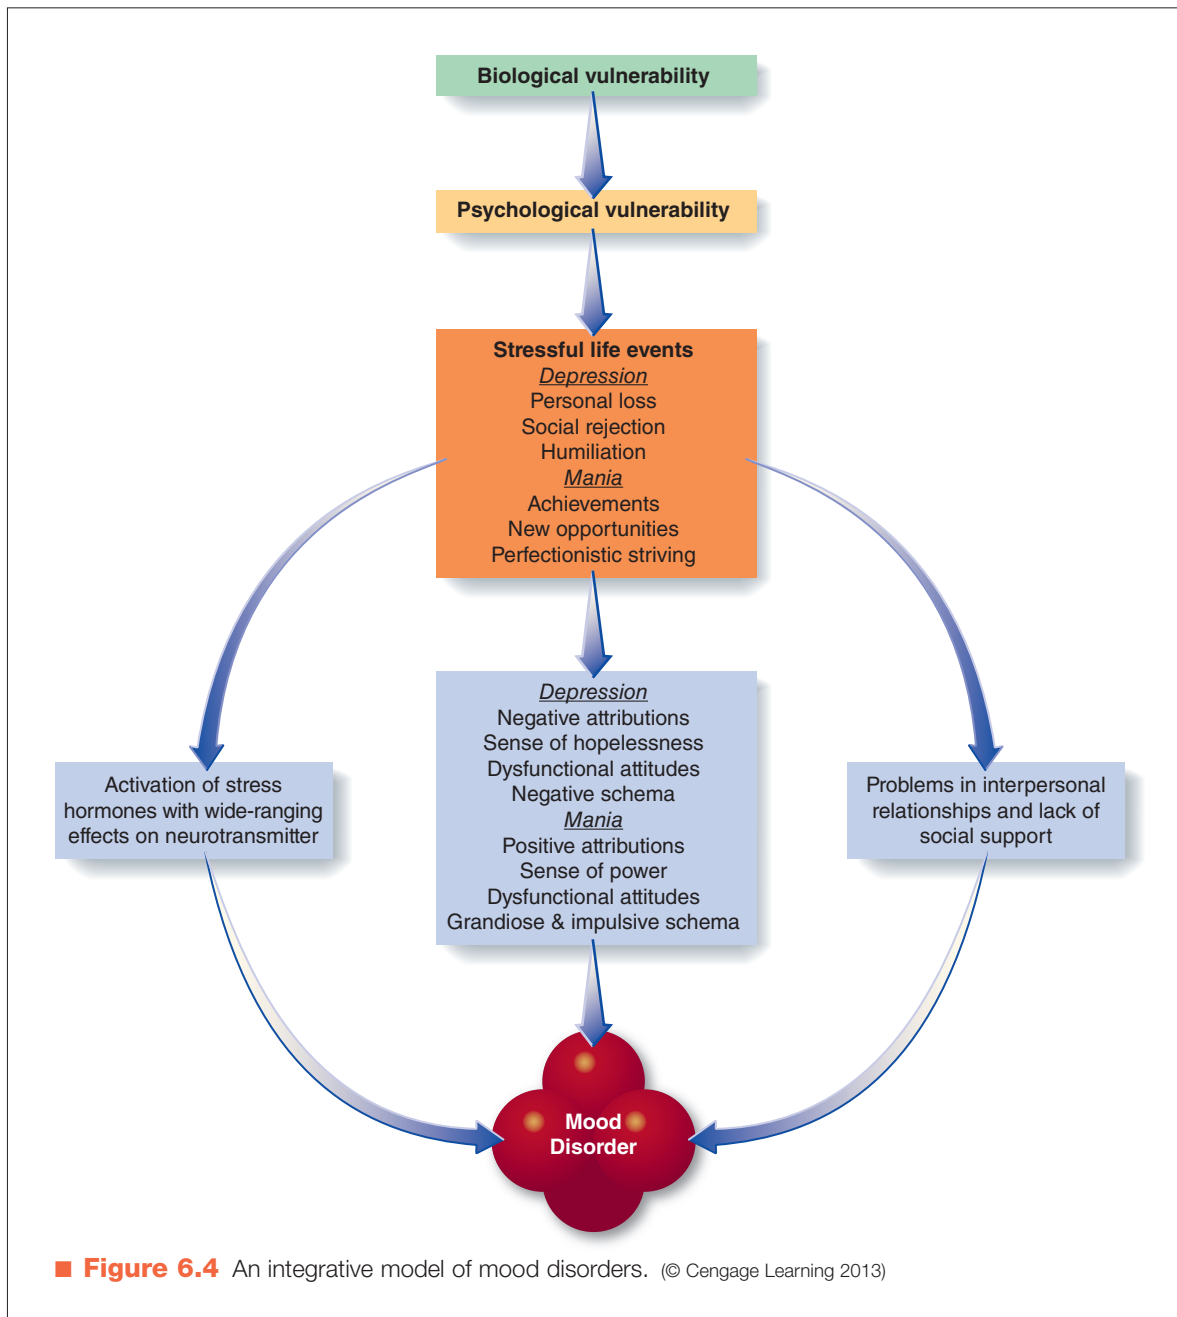 Biological vulnerability
Psychological vulnerability
Stressful life events
Depression
Personal loss
Social rejection
Humiliation
Mania
Achievements
New opportunities
Perfectionistic striving
Activation of stress
hormones with wide-ranging
effects on neurotransmitter
Depression
Negative attributions
Sense of hopelessness
Dysfunctional attitudes
Negative schema
Mania
Positive attributions
Sense of power
Dysfunctional attitudes
Grandiose & impulsive schema
Problems in interpersonal
relationships and lack of
social support
Mood
Disorder
■ Figure 6.4 An integrative model of mood disorders. (© Cengage Learning 2013)